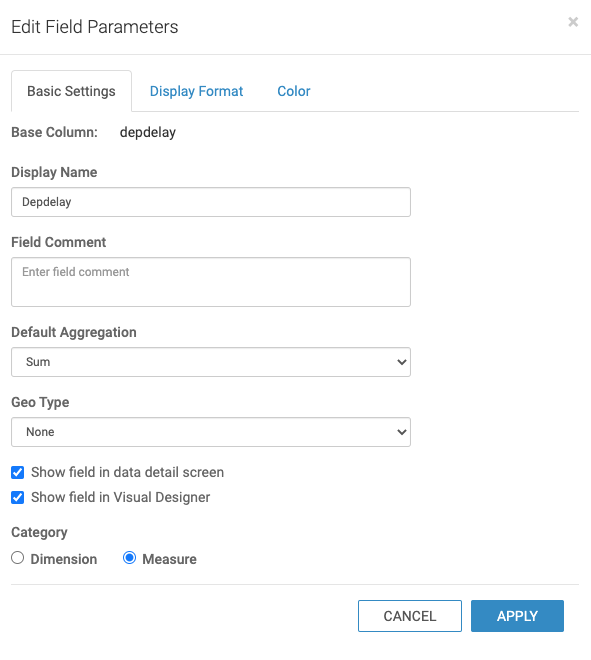 Edit Field Parameters ×
Basic Settings Display Format Color
Base Column: depdelay
Display Name
Depdelay
Field Comment
Enter field comment
Default Aggregation
Sum
Geo Type
None
Show field in data detail screen
Show field in Visual Designer
Category
Dimension Measure
CANCEL APPLY